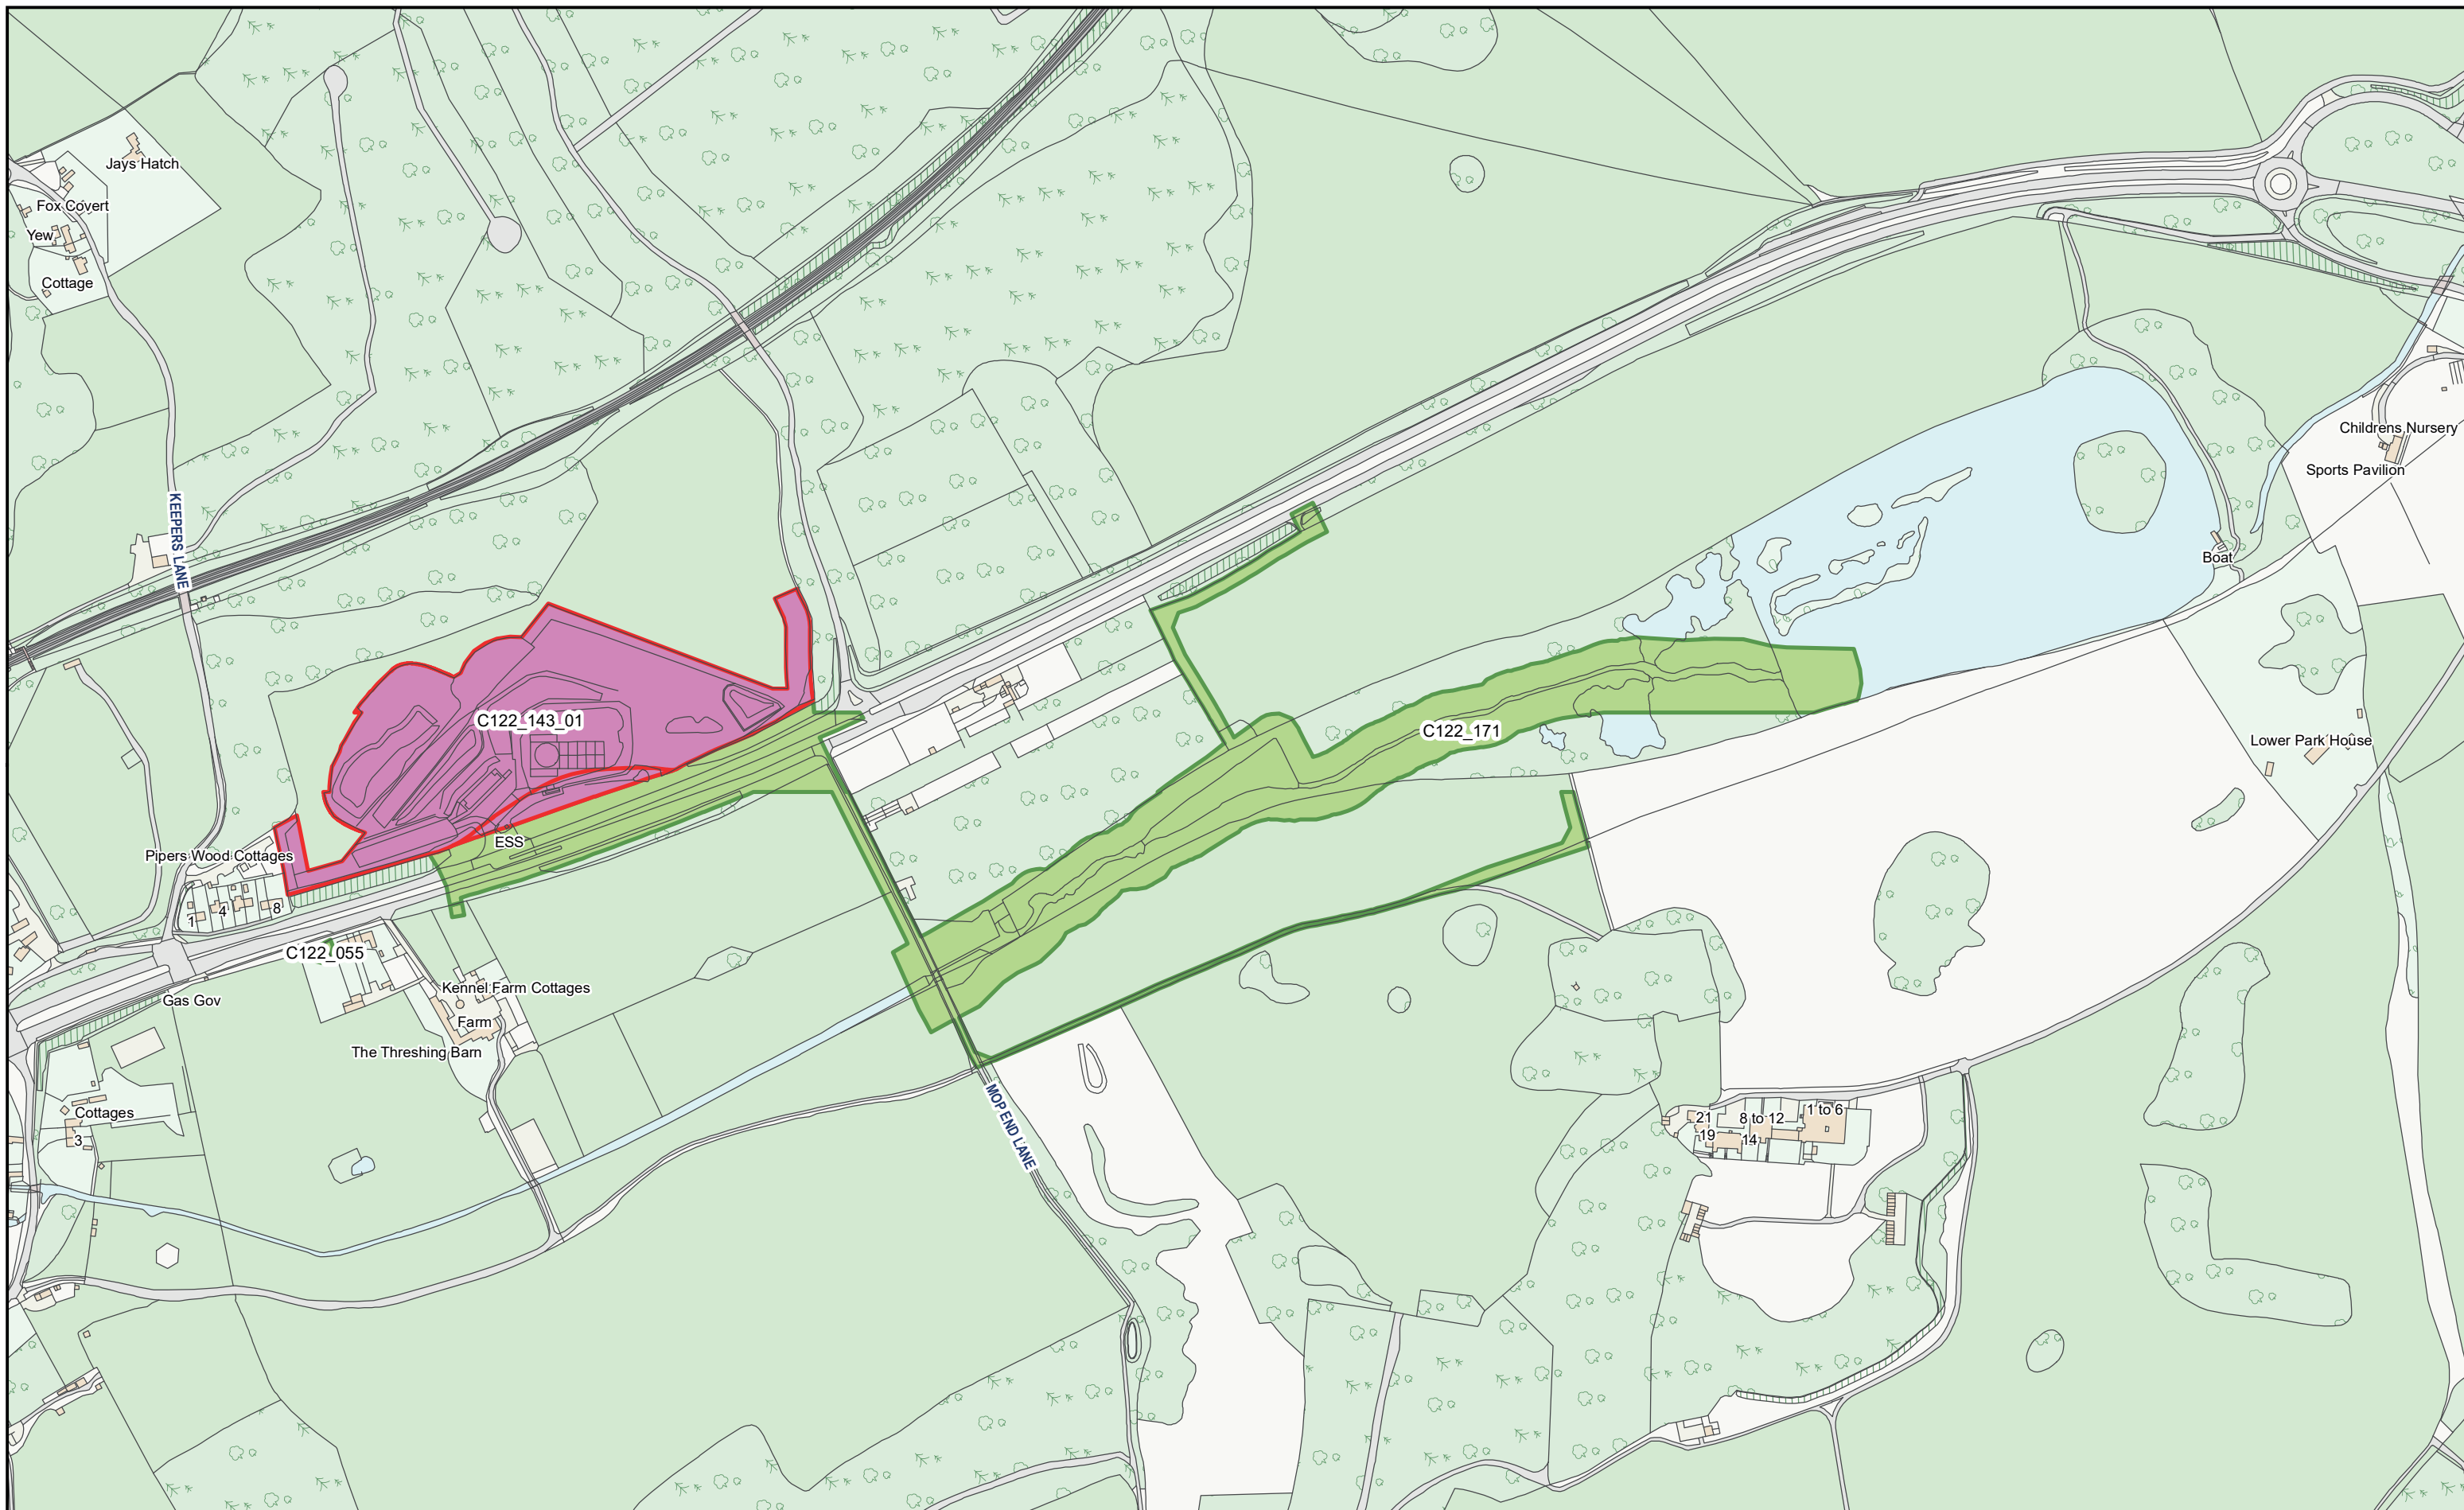 Jays Hatch
Fox Covert
Yew
Cottage
KEEPERS LANE
Childrens Nursery
Sports Pavilion
Boat
C122_143_01
C122_171
Lower Park House
ESS
Pipers Wood Cottages
1
4
8
C122_055
Kennel Farm Cottages
Gas Gov
Farm
The Threshing Barn
Cottages
3
MOP END LANE
21
8 to 12
1 to 6
19
14